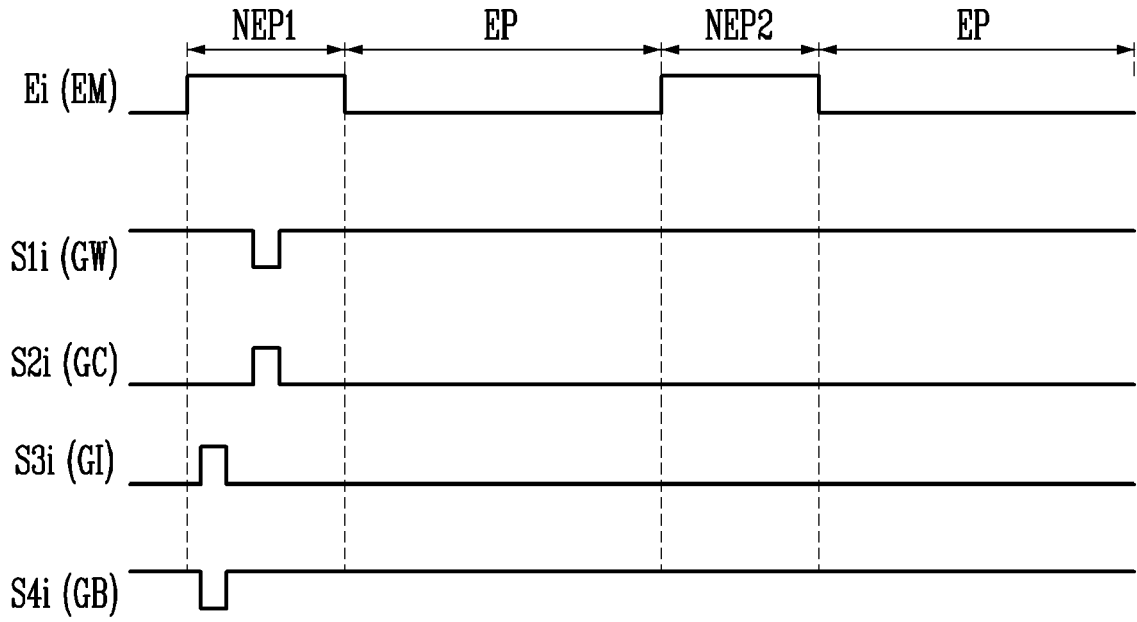 NEP1 EP NEP2 EP
Ei (EM)
S1i (GW)
S2i (GC)
S3i (GI)
S4i (GB)